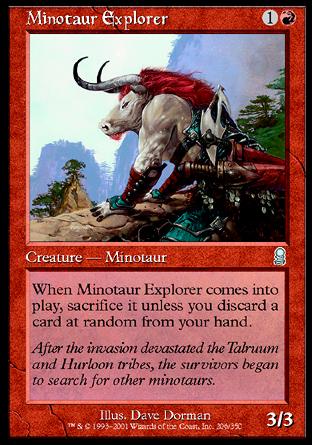 Minotaur Explorer 1
Creature — Minotaur
When Minotaur Explorer comes into
play, sacrifice it unless you discard a
card at random from your hand.
After the invasion devastated the Talruum
and Hurloon tribes, the survivors began
to search for other minotaurs.
3/3
Illus. Dave Dorman
™ & © 1993–2001 Wizards of the Coast, Inc. 206/350